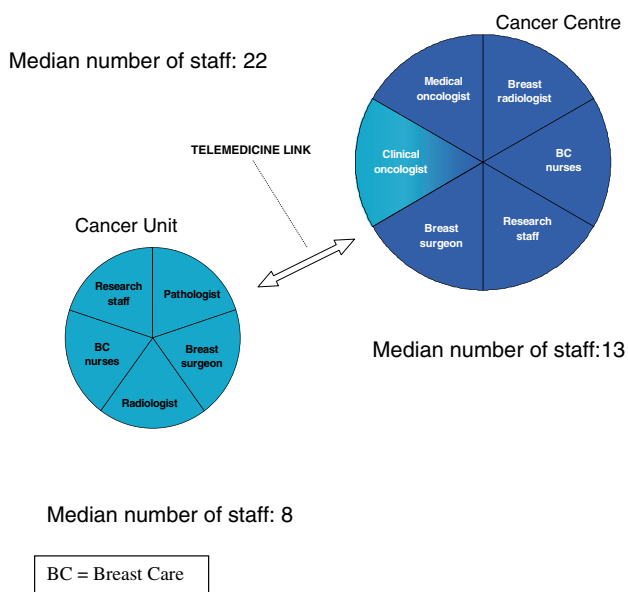 Cancer Centre
Median number of staff: 22
Medical
oncologist
Breast
radiologist
TELEMEDICINE LINK
Clinical
oncologist
BC
nurses
Cancer Unit
Breast
surgeon
Research
staff
Research
staff
Pathologist
BC
nurses
Breast
surgeon
Radiologist
Median number of staff:13
Median number of staff: 8
BC = Breast Care